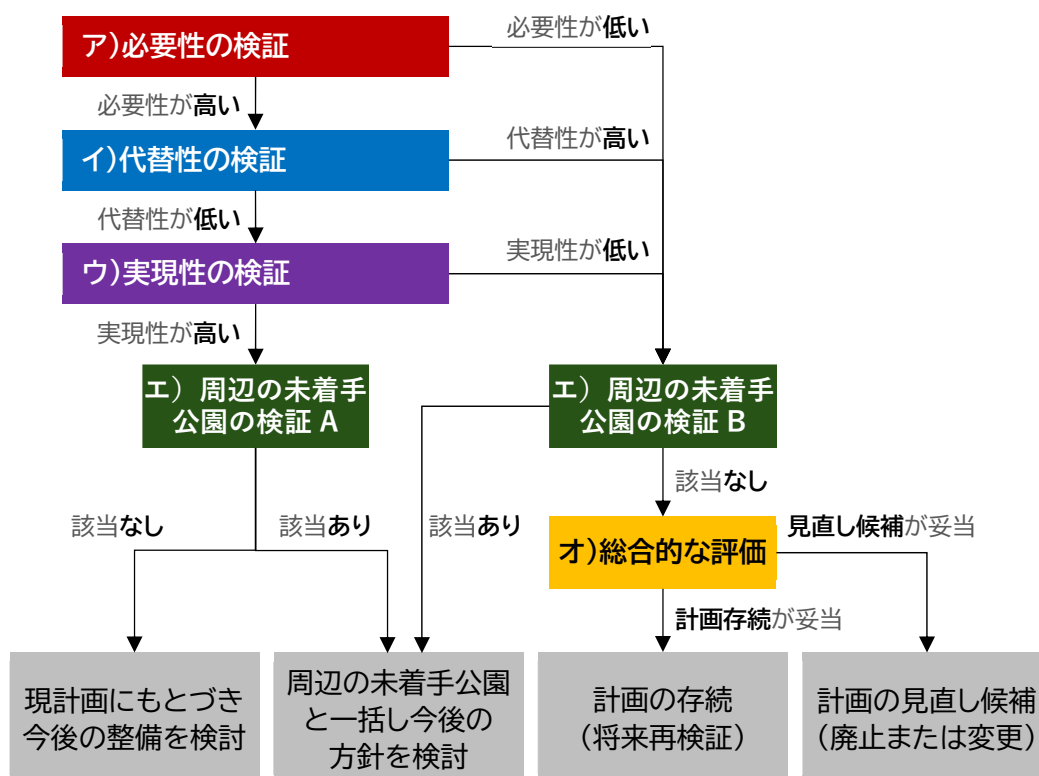 ア)必要性の検証
必要性が低い
必要性が高い
イ)代替性の検証
代替性が高い
代替性が低い
ウ)実現性の検証
実現性が低い
実現性が高い
エ) 周辺の未着手
公園の検証 A
エ) 周辺の未着手
公園の検証 B
該当なし
該当なし
該当あり
該当あり
オ)総合的な評価
見直し候補が妥当
計画存続が妥当
現計画にもとづき
今後の整備を検討
周辺の未着手公園
と一括し今後の
方針を検討
計画の存続
(将来再検証)
計画の見直し候補
(廃止または変更)